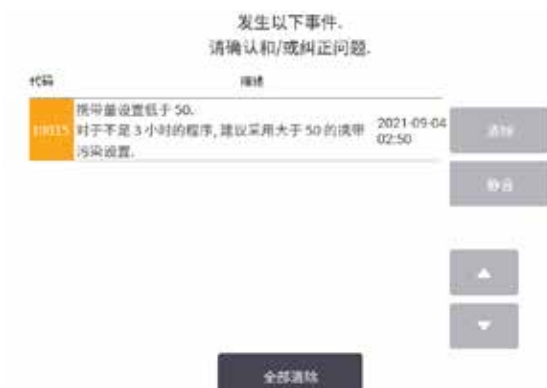 发生以下事件.
请确认和/或纠正问题.
代码 描述
携带量设置低于 50.
10015 对于不足 3 小时的程序, 建议采用大于 50 的携带 2021-09-04
污染设置. 02:50
清除
静音
全部清除